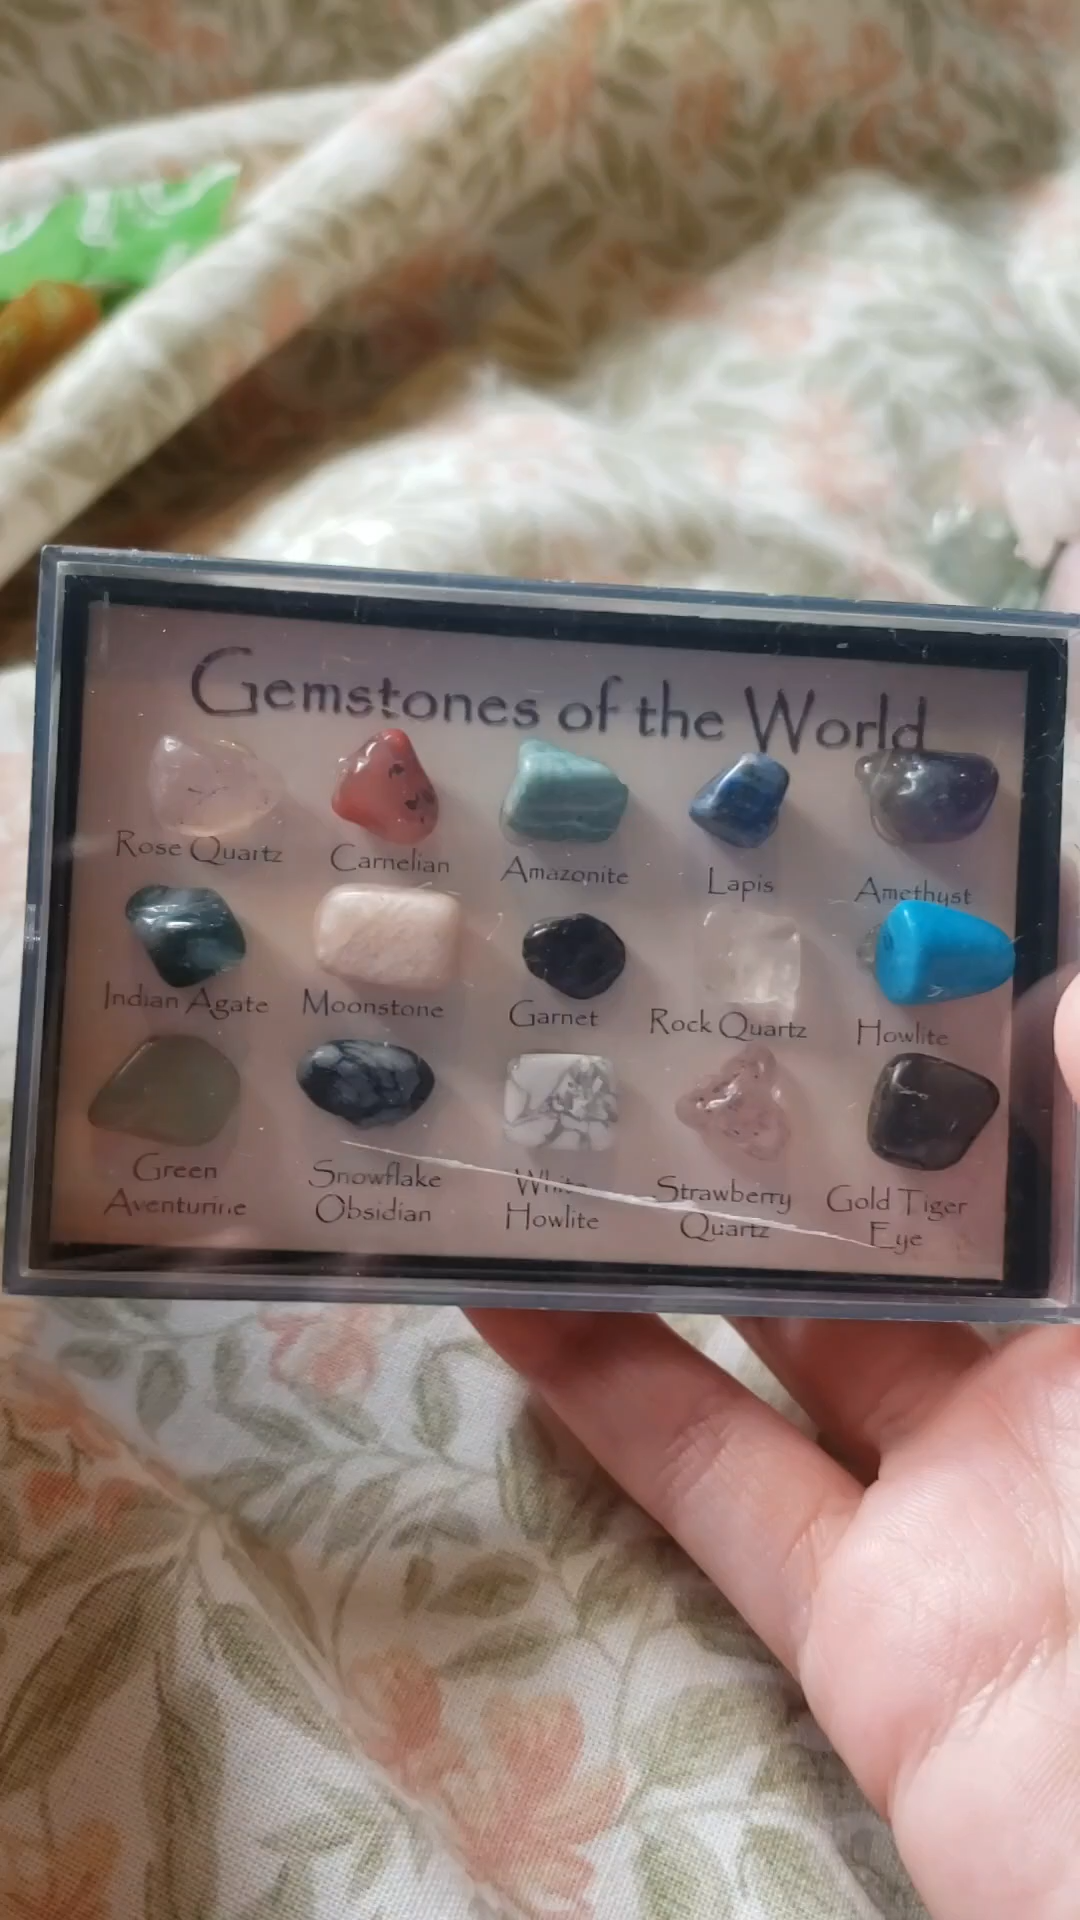 Gemstones of the World
Rose Quartz Carnelian Amazonite Lapis Amethyst
Indian Agate Moonstone Garnet Rock Quartz Howlite
Green Snowflake White Strawberry Gold Tiger
Aventurine Obsidian Howlite Quartz Eye